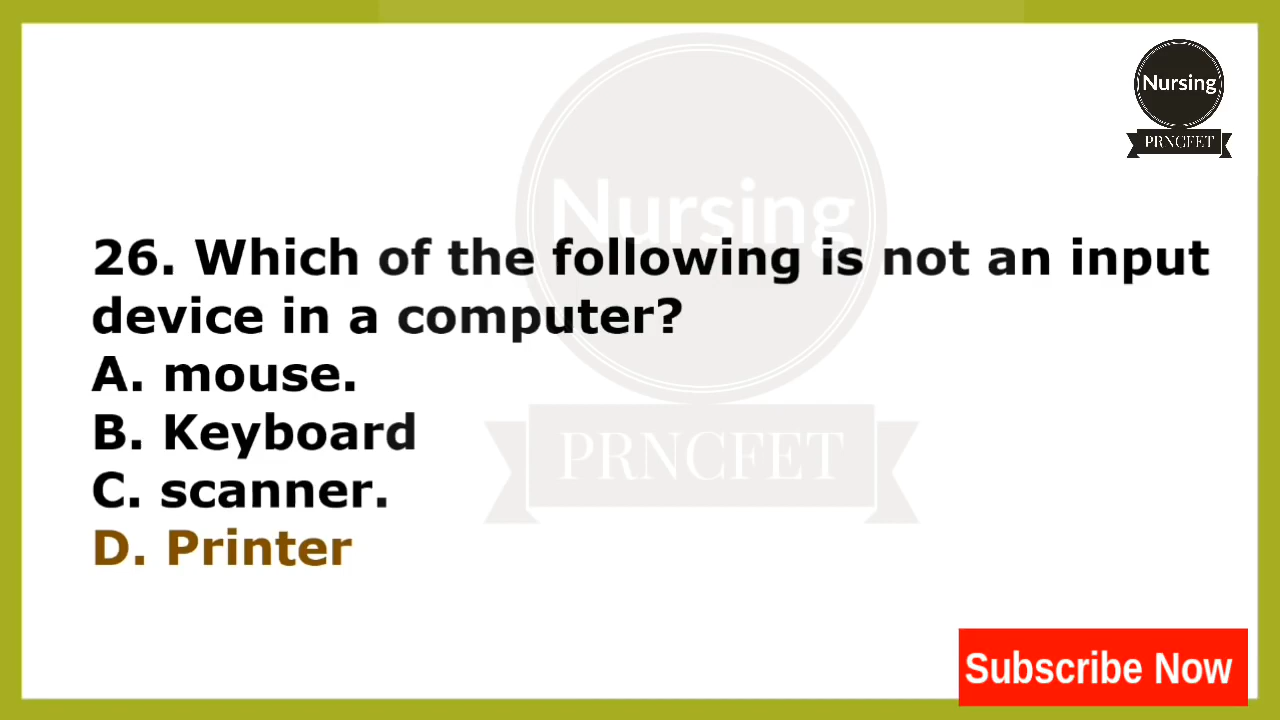 Nursing
PRNCFET
Nursing
26. Which of the following is not an input
device in a computer?
A. mouse.
B. Keyboard
C. scanner.
PRNCFET
D. Printer
Subscribe Now